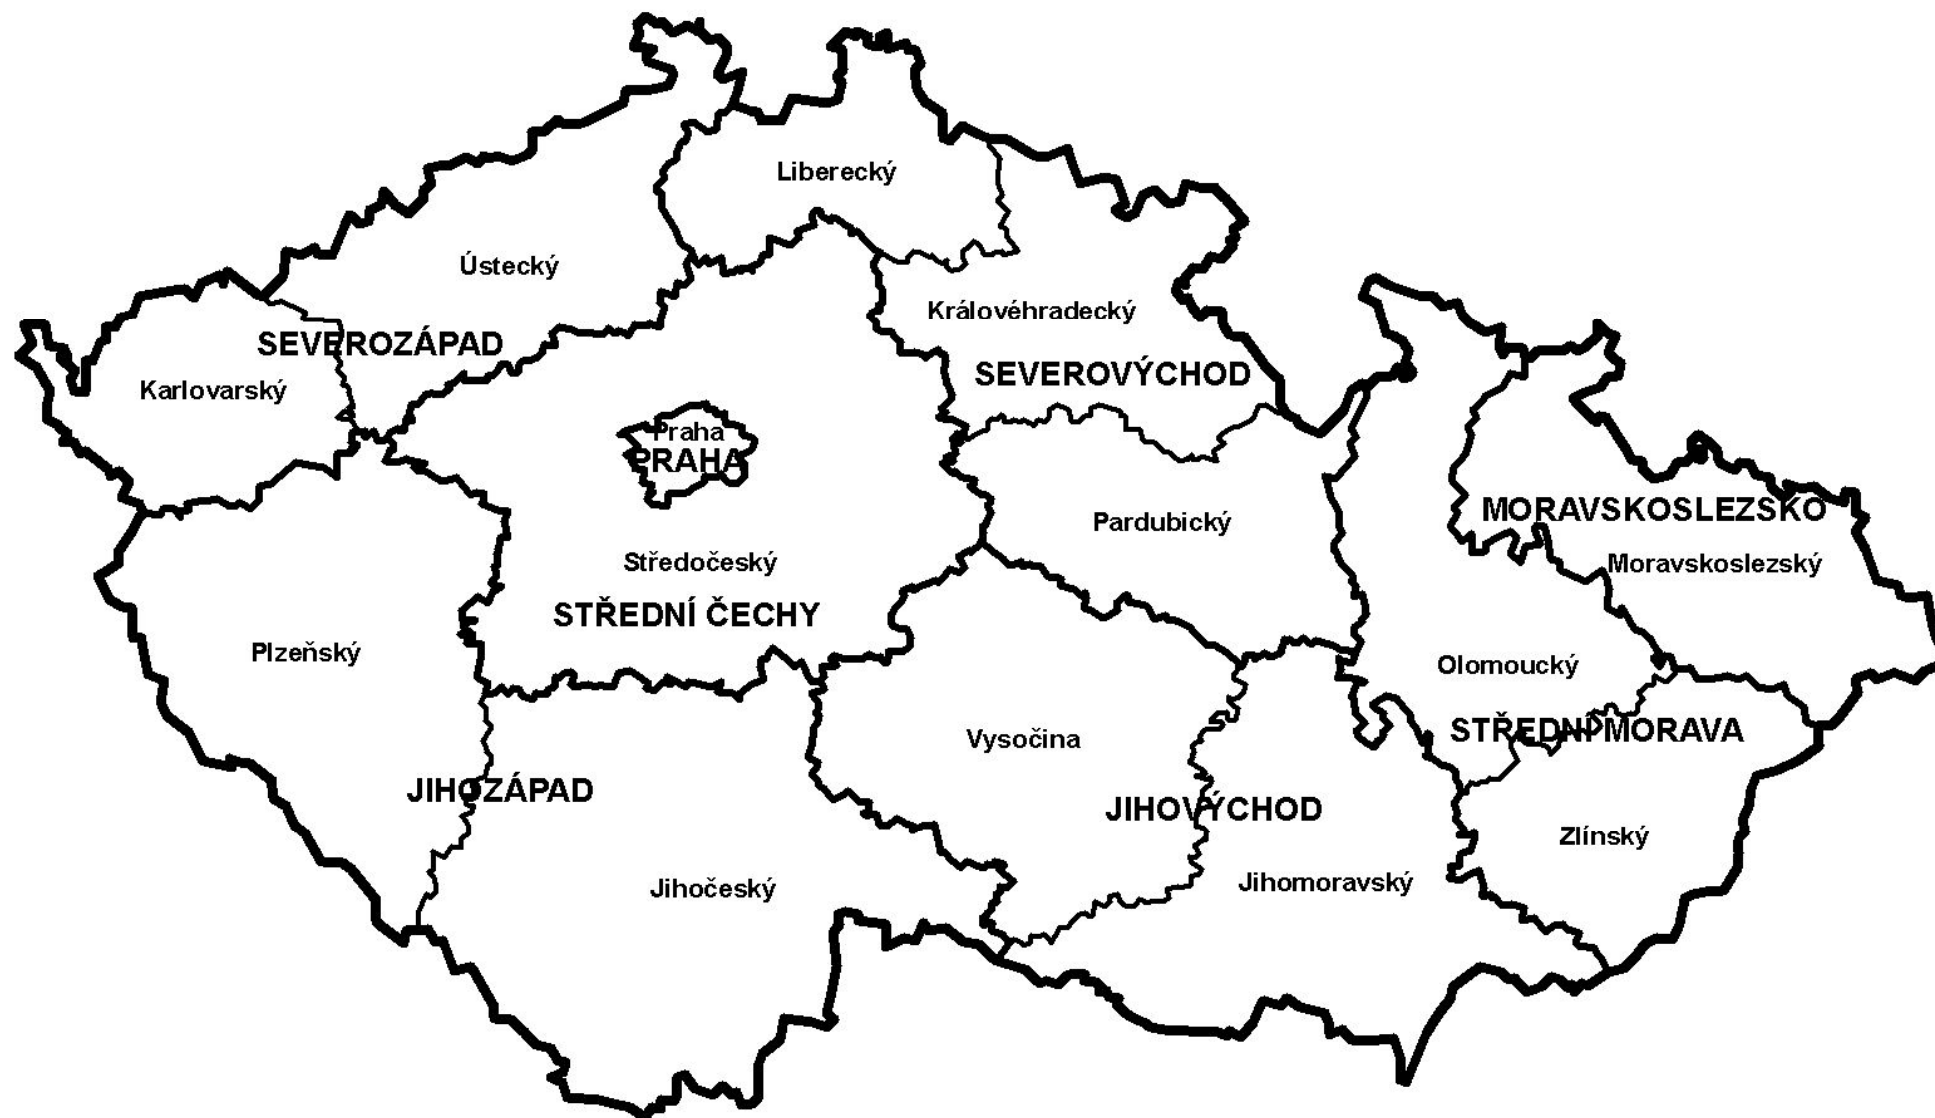 Liberecký
Ústecký
Královéhradecký
SEVEROZÁPAD
SEVEROVÝCHOD
Karlovarský
Praha
PRAHA
MORAVSKOSLEZSKO
Pardubický
Středočeský
Moravskoslezský
STŘEDNÍ ČECHY
Plzeňský
Olomoucký
Vysočina
STŘEDNÍ MORAVA
JIHOZÁPAD
JIHOVÝCHOD
Zlínský
Jihočeský
Jihomoravský